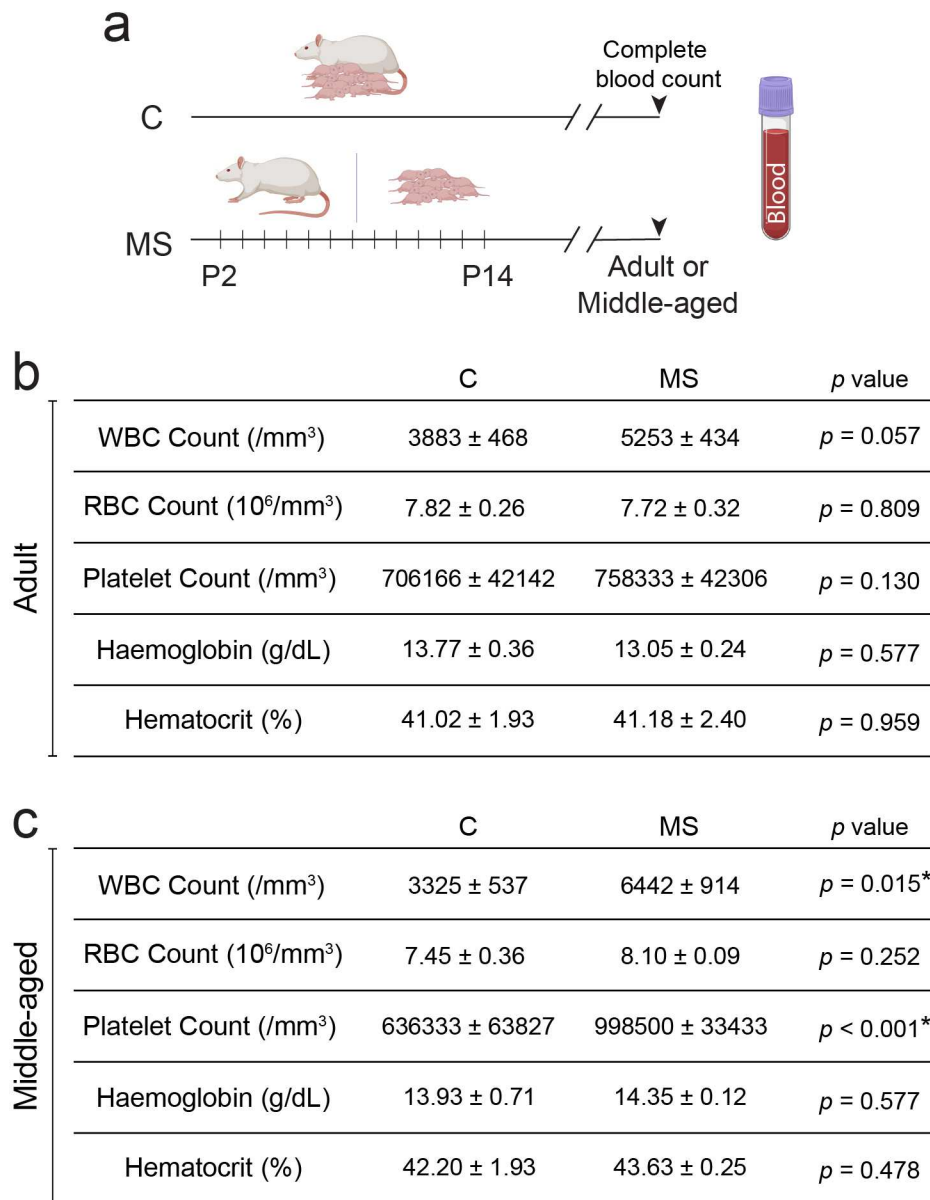 a
Complete
blood count
C
Blood
MS
P2 P14
Adult or
Middle-aged
b
C MS p value
Adult
WBC Count (/mm³) 3883 ± 468 5253 ± 434 p = 0.057
RBC Count (10⁶/mm³) 7.82 ± 0.26 7.72 ± 0.32 p = 0.809
Platelet Count (/mm³) 706166 ± 42142 758333 ± 42306 p = 0.130
Haemoglobin (g/dL) 13.77 ± 0.36 13.05 ± 0.24 p = 0.577
Hematocrit (%) 41.02 ± 1.93 41.18 ± 2.40 p = 0.959
c
C MS p value
Middle-aged
WBC Count (/mm³) 3325 ± 537 6442 ± 914 p = 0.015*
RBC Count (10⁶/mm³) 7.45 ± 0.36 8.10 ± 0.09 p = 0.252
Platelet Count (/mm³) 636333 ± 63827 998500 ± 33433 p < 0.001*
Haemoglobin (g/dL) 13.93 ± 0.71 14.35 ± 0.12 p = 0.577
Hematocrit (%) 42.20 ± 1.93 43.63 ± 0.25 p = 0.478